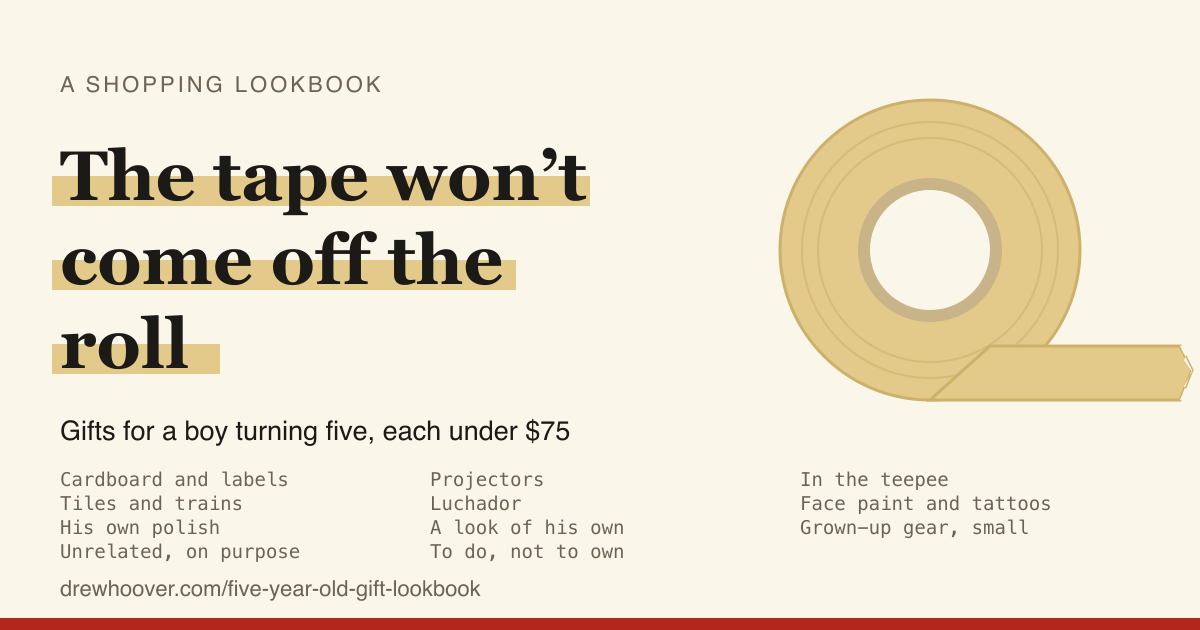 A SHOPPING LOOKBOOK
The tape won’t
come off the
roll
Gifts for a boy turning five, each under $75
Cardboard and labels
Tiles and trains
His own polish
Unrelated, on purpose
Projectors
Luchador
A look of his own
To do, not to own
In the teepee
Face paint and tattoos
Grown−up gear, small
drewhoover.com/five-year-old-gift-lookbook